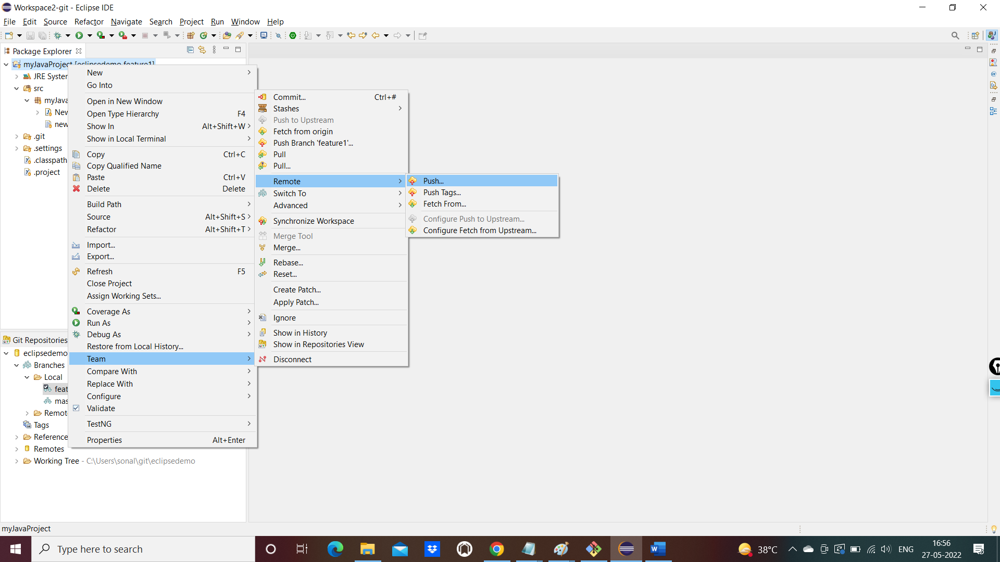 Workspace2-git - Eclipse IDE
File Edit Source Refactor Navigate Search Project Run Window Help
Package Explorer
myJavaProject [eclipsedemo feature1]
JRE System
src
myJava
New
new
.git
.settings
.classpath
.project
New
Go Into
Open in New Window
Open Type Hierarchy F4
Show In Alt+Shift+W
Show in Local Terminal
Copy Ctrl+C
Copy Qualified Name
Paste Ctrl+V
Delete Delete
Build Path
Source Alt+Shift+S
Refactor Alt+Shift+T
Import...
Export...
Refresh F5
Close Project
Assign Working Sets...
Coverage As
Run As
Debug As
Restore from Local History...
Team
Compare With
Replace With
Configure
Validate
TestNG
Properties Alt+Enter
Commit... Ctrl+#
Stashes
Push to Upstream
Fetch from origin
Push Branch 'feature1'...
Pull
Pull...
Remote
Switch To
Advanced
Synchronize Workspace
Merge Tool
Merge...
Rebase...
Reset...
Create Patch...
Apply Patch...
Ignore
Show in History
Show in Repositories View
Disconnect
Push...
Push Tags...
Fetch From...
Configure Push to Upstream...
Configure Fetch from Upstream...
Git Repositories
eclipsedemo
Branches
Local
feat
mas
Remot
Tags
Reference
Remotes
Working Tree - C:\Users\sonal\git\eclipsedemo
myJavaProject
Type here to search
38°C
ENG
16:56
27-05-2022